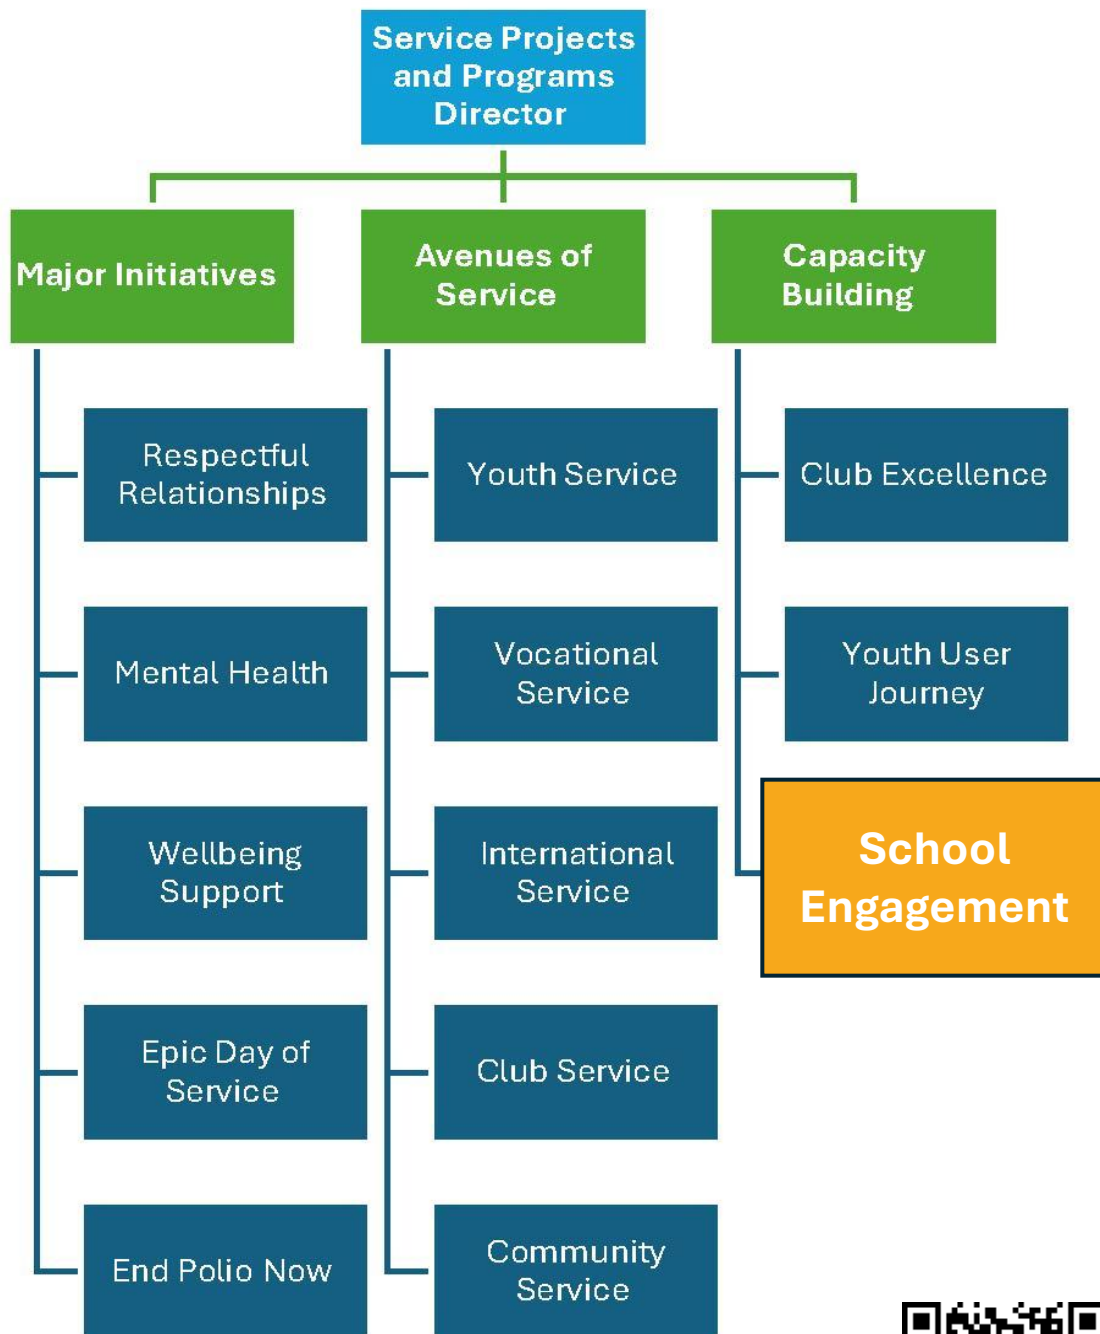 Service Projects
and Programs
Director
Major Initiatives
Avenues of
Service
Capacity
Building
Respectful
Relationships
Youth Service
Club Excellence
Mental Health
Vocational
Service
Youth User
Journey
Wellbeing
Support
International
Service
School
Engagement
Epic Day of
Service
Club Service
End Polio Now
Community
Service